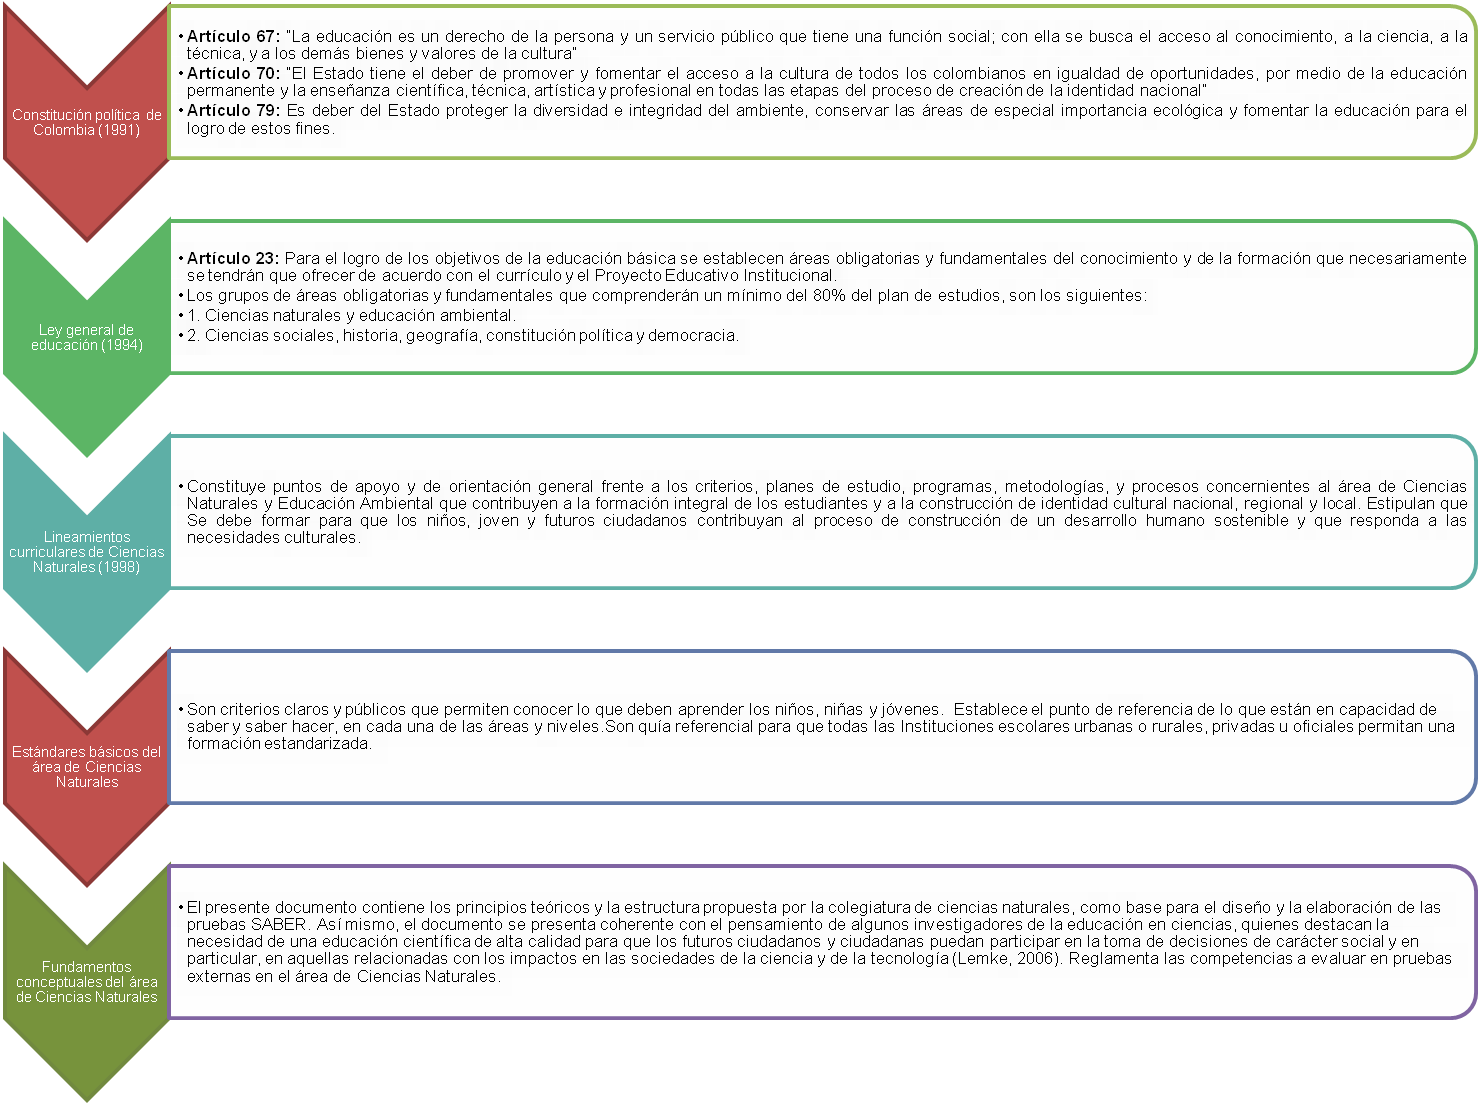 Constitución política de
Colombia (1991)
• Artículo 67: “La educación es un derecho de la persona y un servicio público que tiene una función social; con ella se busca el acceso al conocimiento, a la ciencia, a la
técnica, y a los demás bienes y valores de la cultura”
• Artículo 70: “El Estado tiene el deber de promover y fomentar el acceso a la cultura de todos los colombianos en igualdad de oportunidades, por medio de la educación
permanente y la enseñanza científica, técnica, artística y profesional en todas las etapas del proceso de creación de la identidad nacional”
• Artículo 79: Es deber del Estado proteger la diversidad e integridad del ambiente, conservar las áreas de especial importancia ecológica y fomentar la educación para el
logro de estos fines.
Ley general de
educación (1994)
• Artículo 23: Para el logro de los objetivos de la educación básica se establecen áreas obligatorias y fundamentales del conocimiento y de la formación que necesariamente
se tendrán que ofrecer de acuerdo con el currículo y el Proyecto Educativo Institucional.
• Los grupos de áreas obligatorias y fundamentales que comprenderán un mínimo del 80% del plan de estudios, son los siguientes:
• 1. Ciencias naturales y educación ambiental.
• 2. Ciencias sociales, historia, geografía, constitución política y democracia.
Lineamientos
curriculares de Ciencias
Naturales (1998)
• Constituye puntos de apoyo y de orientación general frente a los criterios, planes de estudio, programas, metodologías, y procesos concernientes al área de Ciencias
Naturales y Educación Ambiental que contribuyen a la formación integral de los estudiantes y a la construcción de identidad cultural nacional, regional y local. Estipulan que
Se debe formar para que los niños, joven y futuros ciudadanos contribuyan al proceso de construcción de un desarrollo humano sostenible y que responda a las
necesidades culturales.
Estándares básicos del
área de Ciencias
Naturales
• Son criterios claros y públicos que permiten conocer lo que deben aprender los niños, niñas y jóvenes.  Establece el punto de referencia de lo que están en capacidad de
saber y saber hacer, en cada una de las áreas y niveles.Son guía referencial para que todas las Instituciones escolares urbanas o rurales, privadas u oficiales permitan una
formación estandarizada.
Fundamentos
conceptuales del área
de Ciencias Naturales
• El presente documento contiene los principios teóricos y la estructura propuesta por la colegiatura de ciencias naturales, como base para el diseño y la elaboración de las
pruebas SABER. Así mismo, el documento se presenta coherente con el pensamiento de algunos investigadores de la educación en ciencias, quienes destacan la
necesidad de una educación científica de alta calidad para que los futuros ciudadanos y ciudadanas puedan participar en la toma de decisiones de carácter social y en
particular, en aquellas relacionadas con los impactos en las sociedades de la ciencia y de la tecnología (Lemke, 2006). Reglamenta las competencias a evaluar en pruebas
externas en el área de Ciencias Naturales.